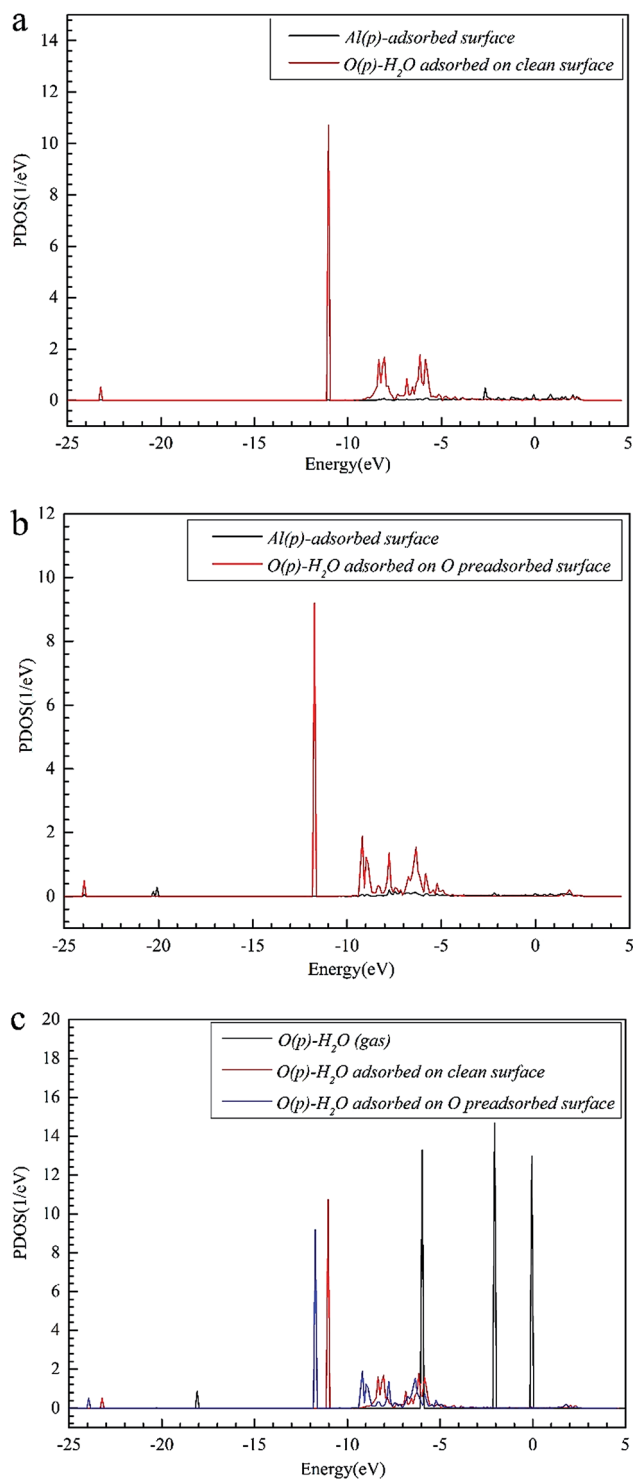 a
Al(p)-adsorbed surface
O(p)-H₂O adsorbed on clean surface
PDOS(1/eV)
14
12
10
8
6
4
2
0
-25 -20 -15 -10 -5 0 5
Energy(eV)
b
Al(p)-adsorbed surface
O(p)-H₂O adsorbed on O preadsorbed surface
PDOS(1/eV)
12
10
8
6
4
2
0
-25 -20 -15 -10 -5 0 5
Energy(eV)
c
O(p)-H₂O (gas)
O(p)-H₂O adsorbed on clean surface
O(p)-H₂O adsorbed on O preadsorbed surface
PDOS(1/eV)
20
18
16
14
12
10
8
6
4
2
0
-25 -20 -15 -10 -5 0 5
Energy(eV)